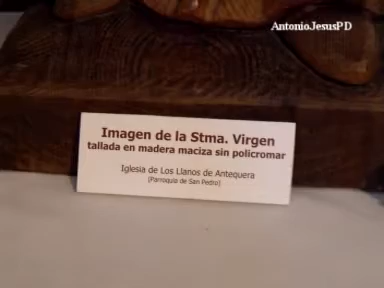 AntonioJesusPD
Imagen de la Stma. Virgen
tallada en madera maciza sin policromar
Iglesia de Los Llanos de Antequera
(Parroquia de San Pedro)